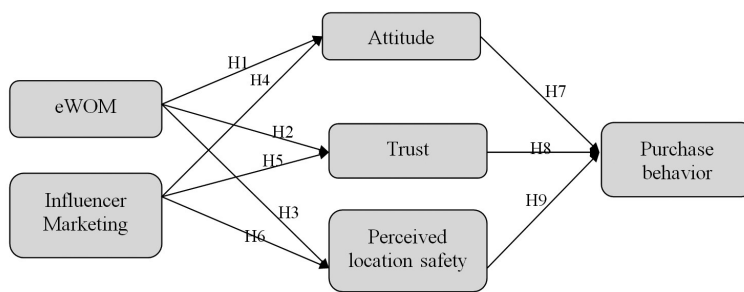 Attitude
H1
H4
H7
eWOM
H2
Trust
H8
Purchase
behavior
H5
Influencer
Marketing
H3
H9
H6
Perceived
location safety